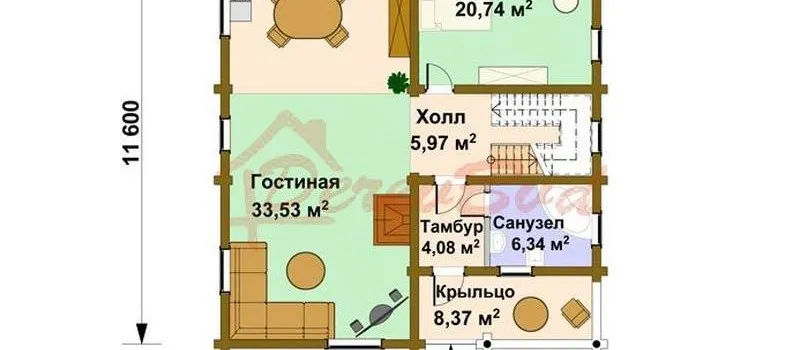 20,74 м²
11 600
Холл
5,97 м²
Гостиная
33,53 м²
Тамбур
4,08 м²
Санузел
6,34 м²
Крыльцо
8,37 м²